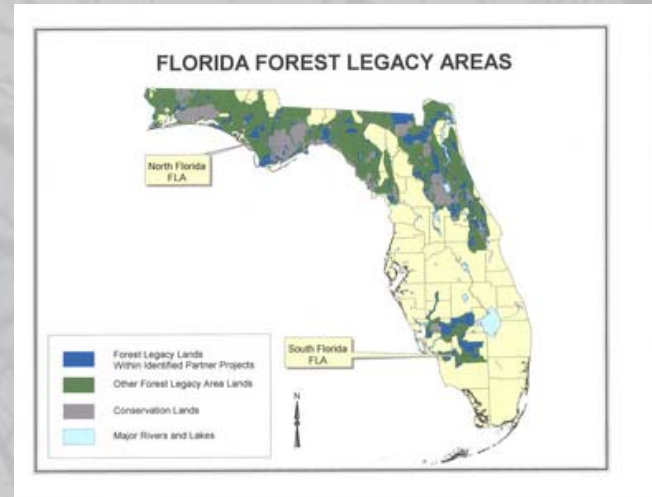 FLORIDA FOREST LEGACY AREAS
North Florida
FLA
South Florida
FLA
Forest Legacy Lands
Within Identified Partner Projects
Other Forest Legacy Area Lands
Conservation Lands
Major Rivers and Lakes
N